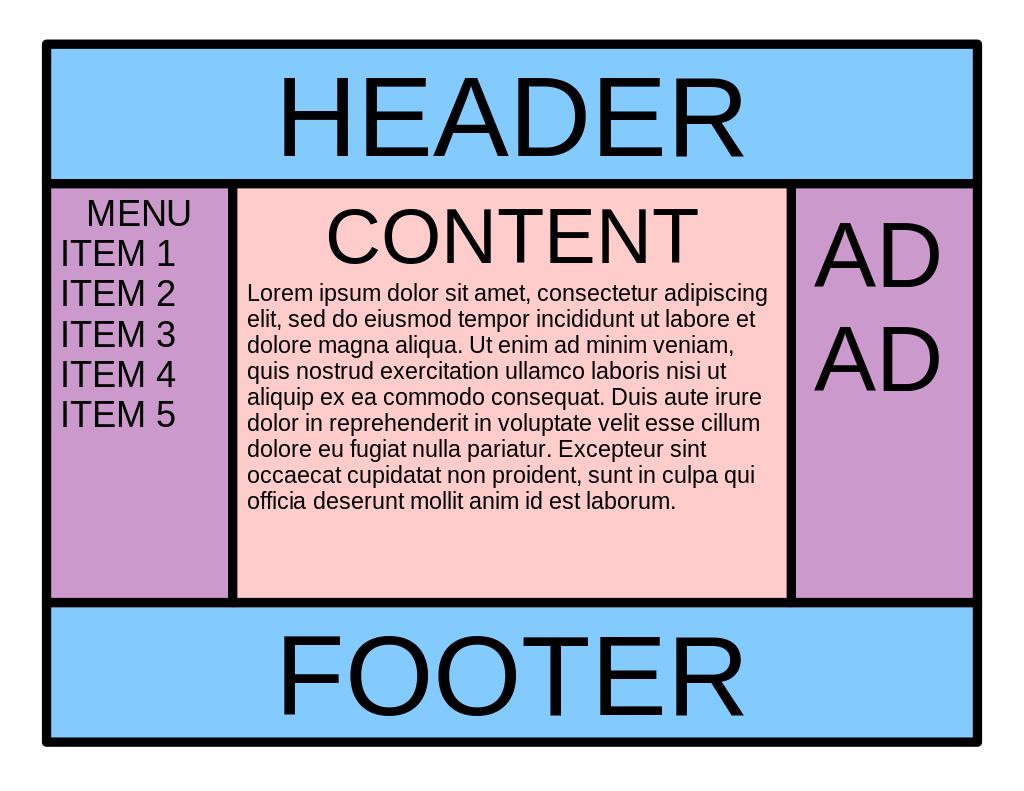 HEADER
MENU
ITEM 1
ITEM 2
ITEM 3
ITEM 4
ITEM 5
CONTENT
Lorem ipsum dolor sit amet, consectetur adipiscing
elit, sed do eiusmod tempor incididunt ut labore et
dolore magna aliqua. Ut enim ad minim veniam,
quis nostrud exercitation ullamco laboris nisi ut
aliquip ex ea commodo consequat. Duis aute irure
dolor in reprehenderit in voluptate velit esse cillum
dolore eu fugiat nulla pariatur. Excepteur sint
occaecat cupidatat non proident, sunt in culpa qui
officia deserunt mollit anim id est laborum.
AD
AD
FOOTER